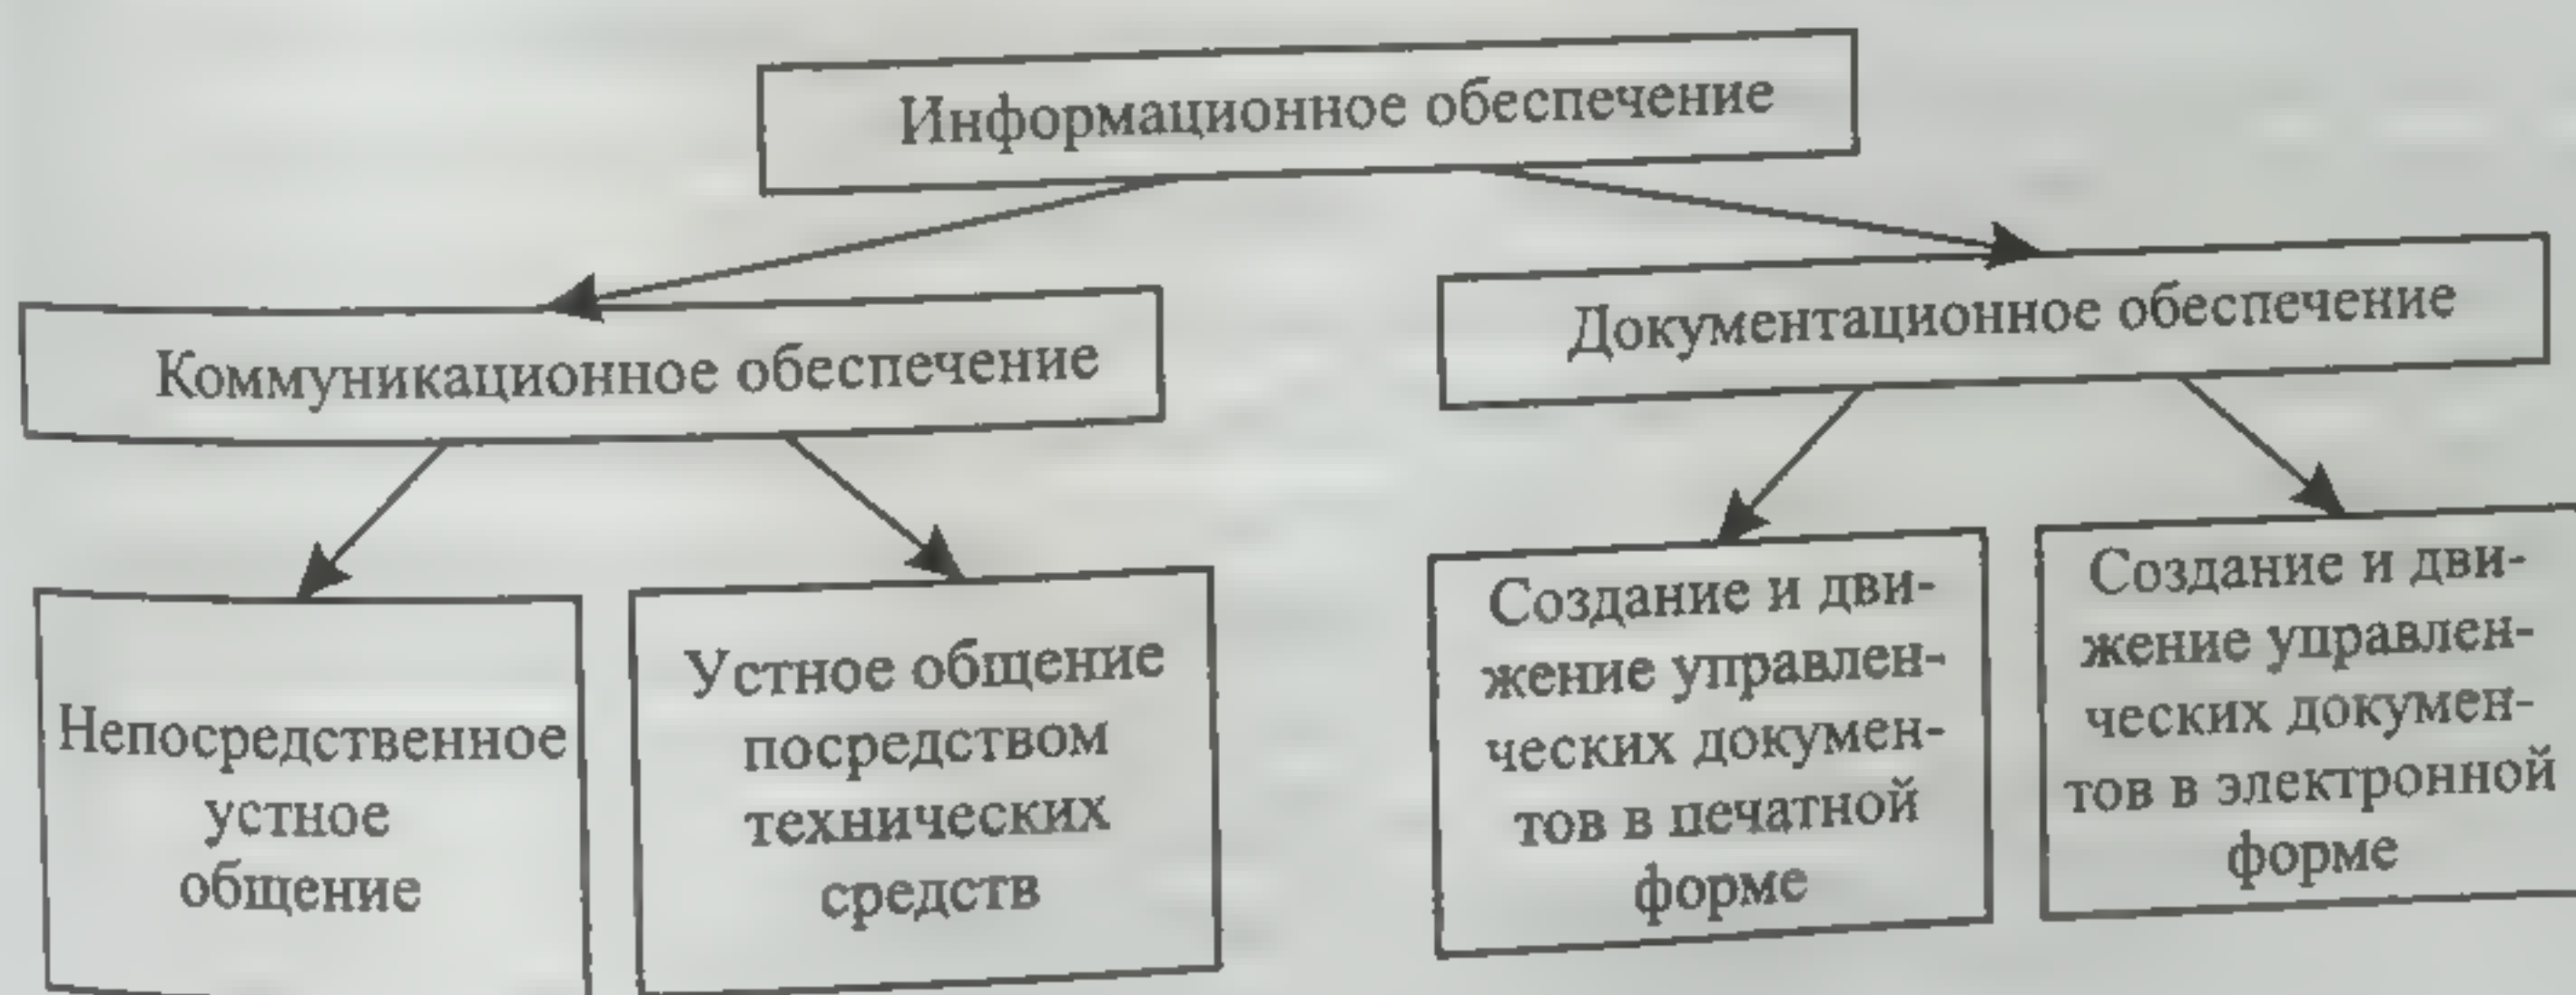 Информационное обеспечение
Коммуникационное обеспечение
Документационное обеспечение
Непосредственное
устное
общение
Устное общение
посредством
технических
средств
Создание и дви-
жение управлен-
ческих докумен-
тов в печатной
форме
Создание и дви-
жение управлен-
ческих докумен-
тов в электронной
форме